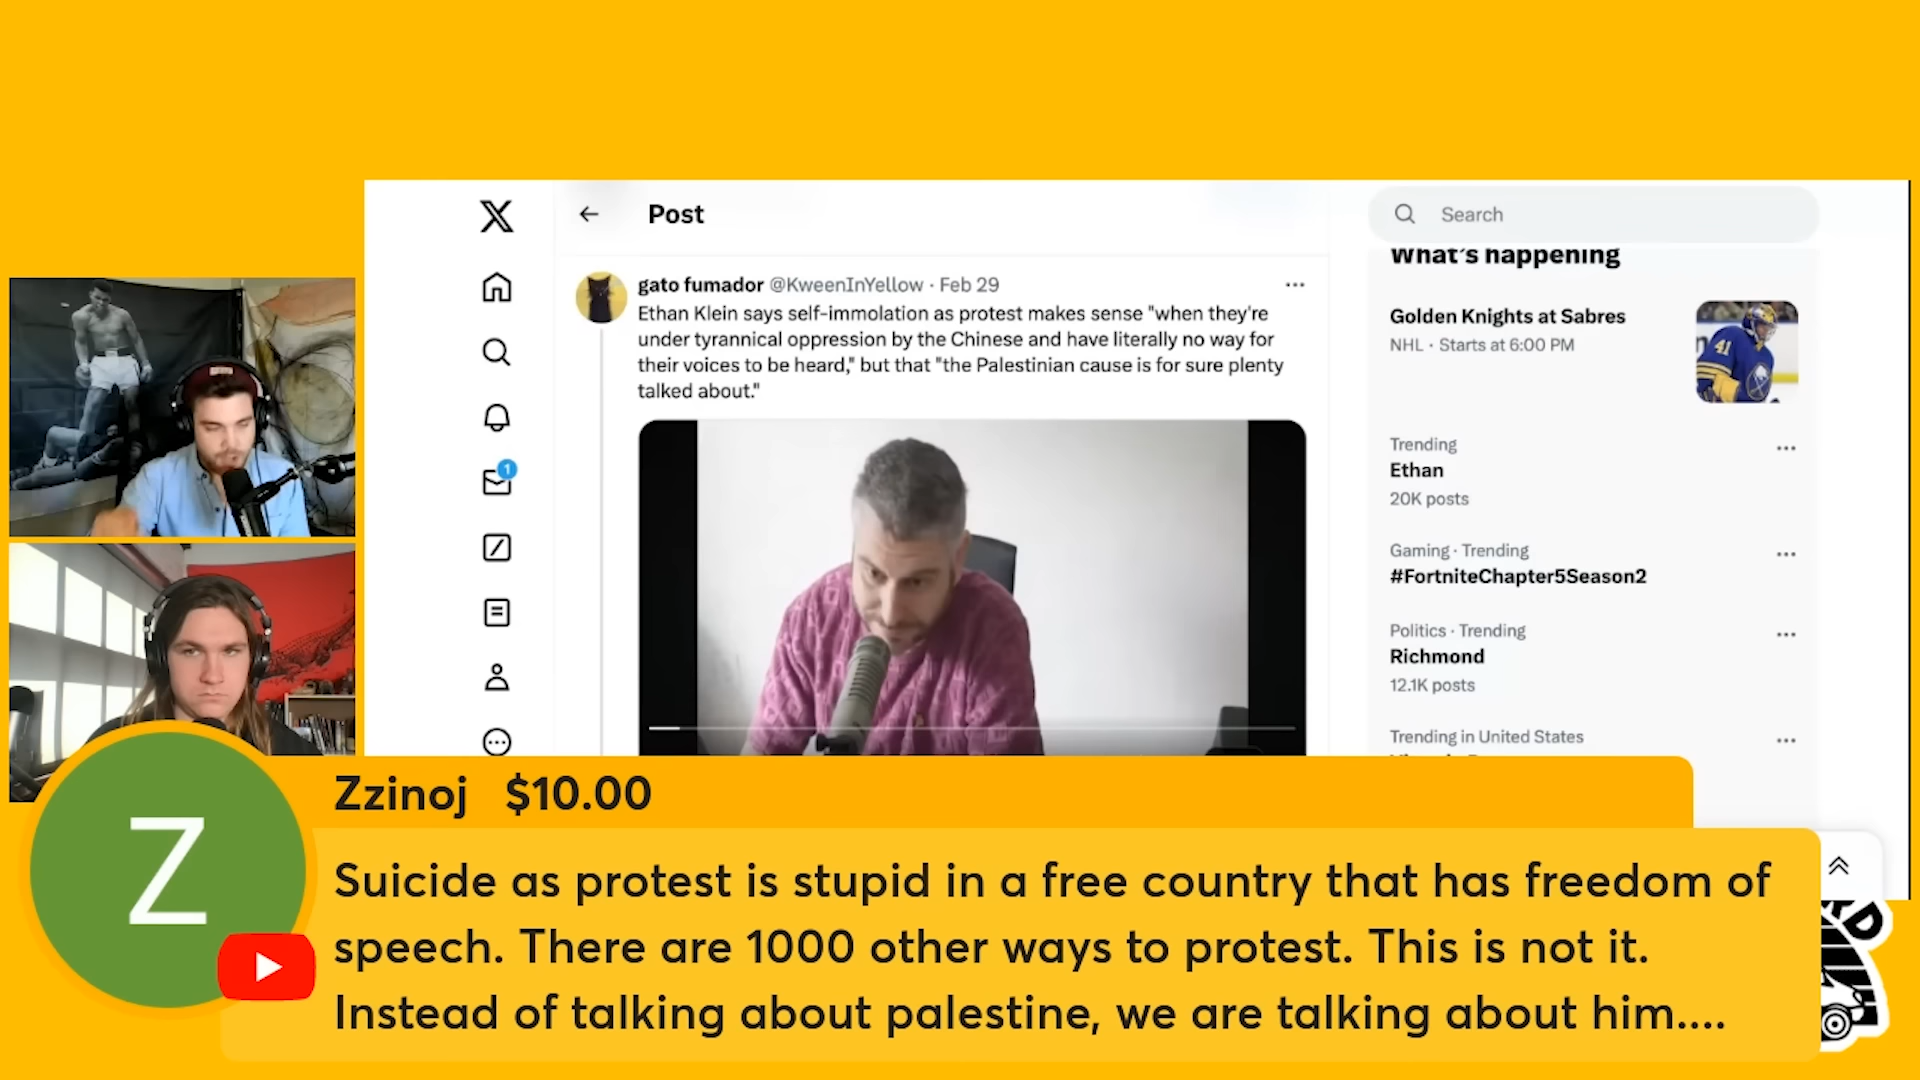 Post
Search
What's happening
gato fumador @KweenInYellow · Feb 29
Ethan Klein says self-immolation as protest makes sense "when they're
under tyrannical oppression by the Chinese and have literally no way for
their voices to be heard," but that "the Palestinian cause is for sure plenty
talked about."
Golden Knights at Sabres
NHL · Starts at 6:00 PM
41
Trending
Ethan
20K posts
Gaming · Trending
#FortniteChapter5Season2
Politics · Trending
Richmond
12.1K posts
Trending in United States
1
Zzinoj $10.00
Z
Suicide as protest is stupid in a free country that has freedom of
speech. There are 1000 other ways to protest. This is not it.
Instead of talking about palestine, we are talking about him....